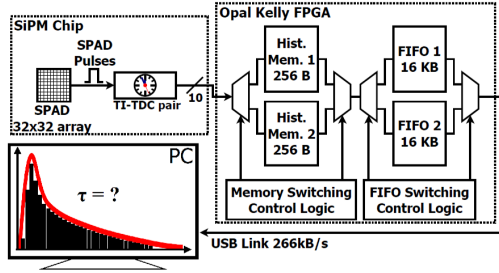 SiPM Chip
SPAD
Pulses
SPAD
32x32 array
TI-TDC pair
10
Opal Kelly FPGA
Hist.
Mem. 1
256 B
Hist.
Mem. 2
256 B
FIFO 1
16 KB
FIFO 2
16 KB
Memory Switching
Control Logic
FIFO Switching
Control Logic
PC
τ = ?
USB Link 266kB/s